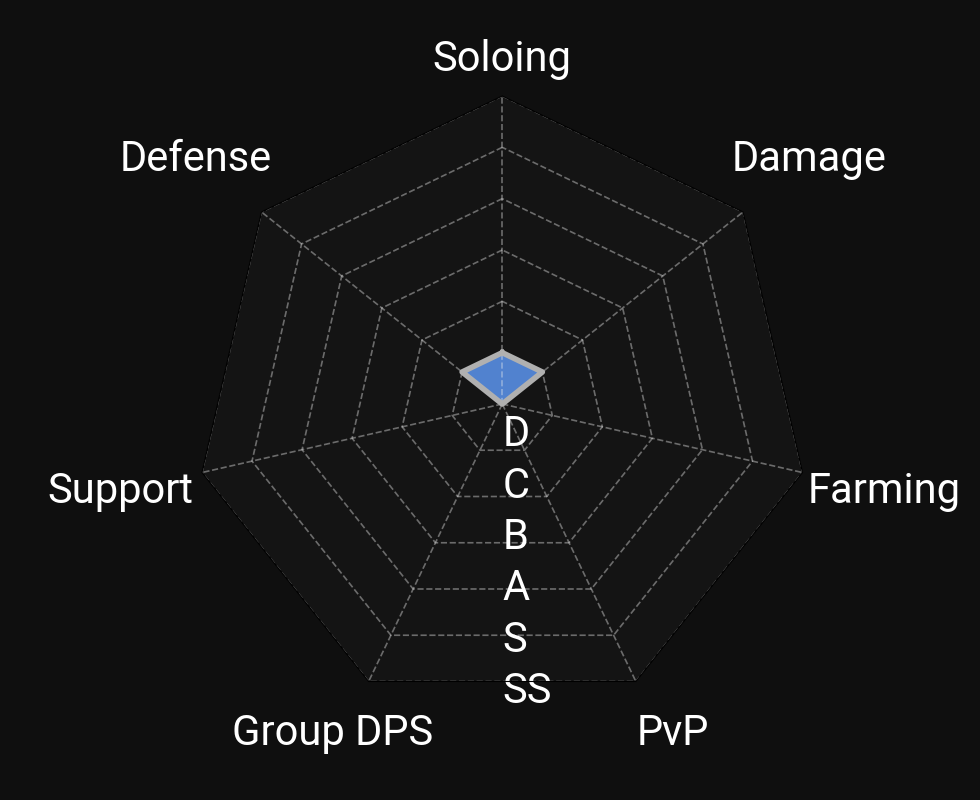 Soloing
Defense
Damage
D
Support
C
Farming
B
A
S
SS
Group DPS
PvP